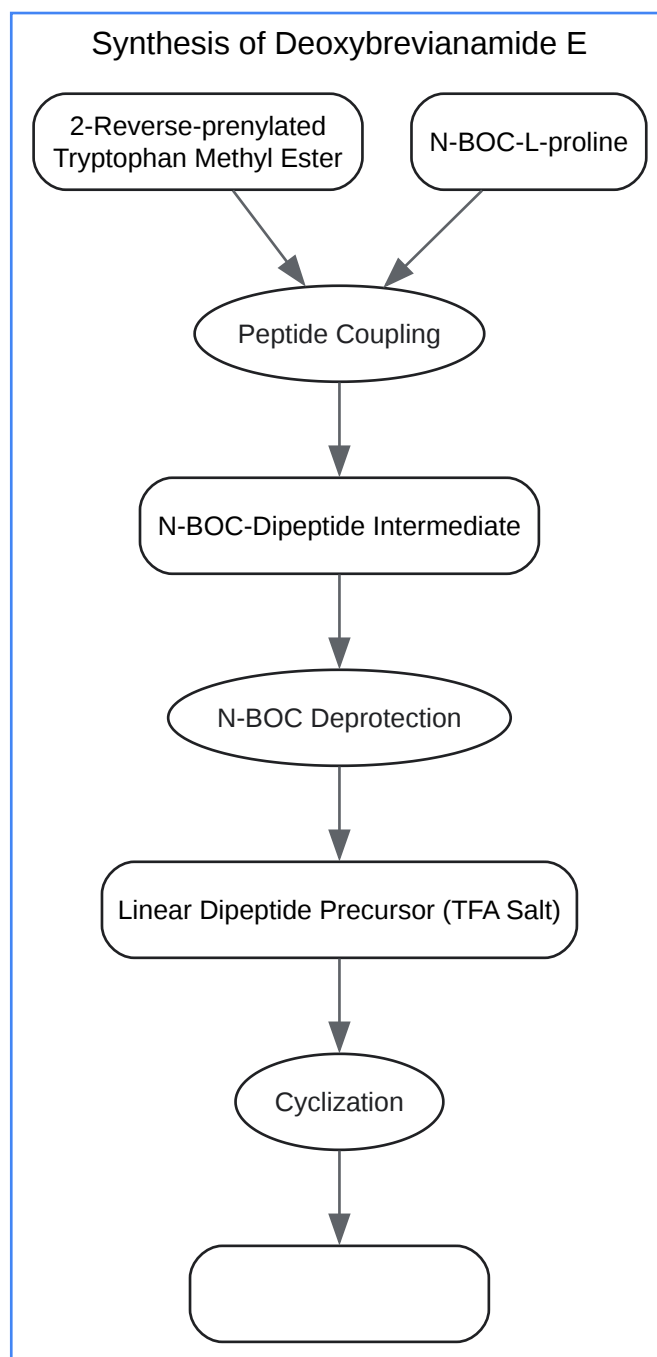 Synthesis of Deoxybrevianamide E
2-Reverse-prenylated
Tryptophan Methyl Ester
N-BOC-L-proline
Peptide Coupling
N-BOC-Dipeptide Intermediate
N-BOC Deprotection
Linear Dipeptide Precursor (TFA Salt)
Cyclization